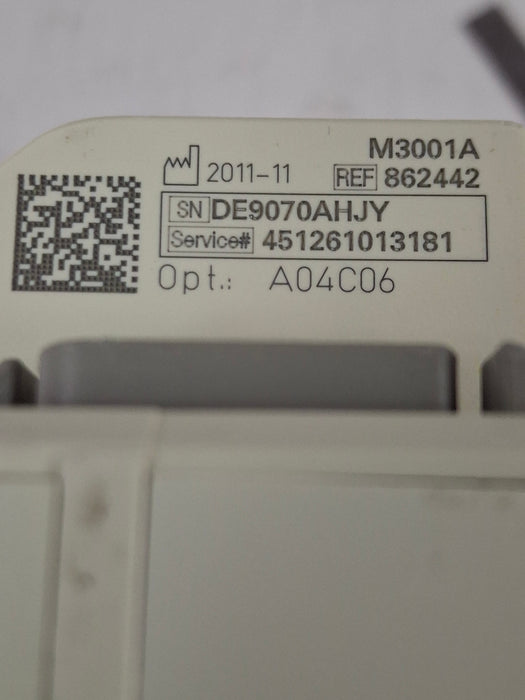 M3001A
2011-11 REF 862442
SN DE9070AHJY
Service# 451261013181
Opt.: A04C06